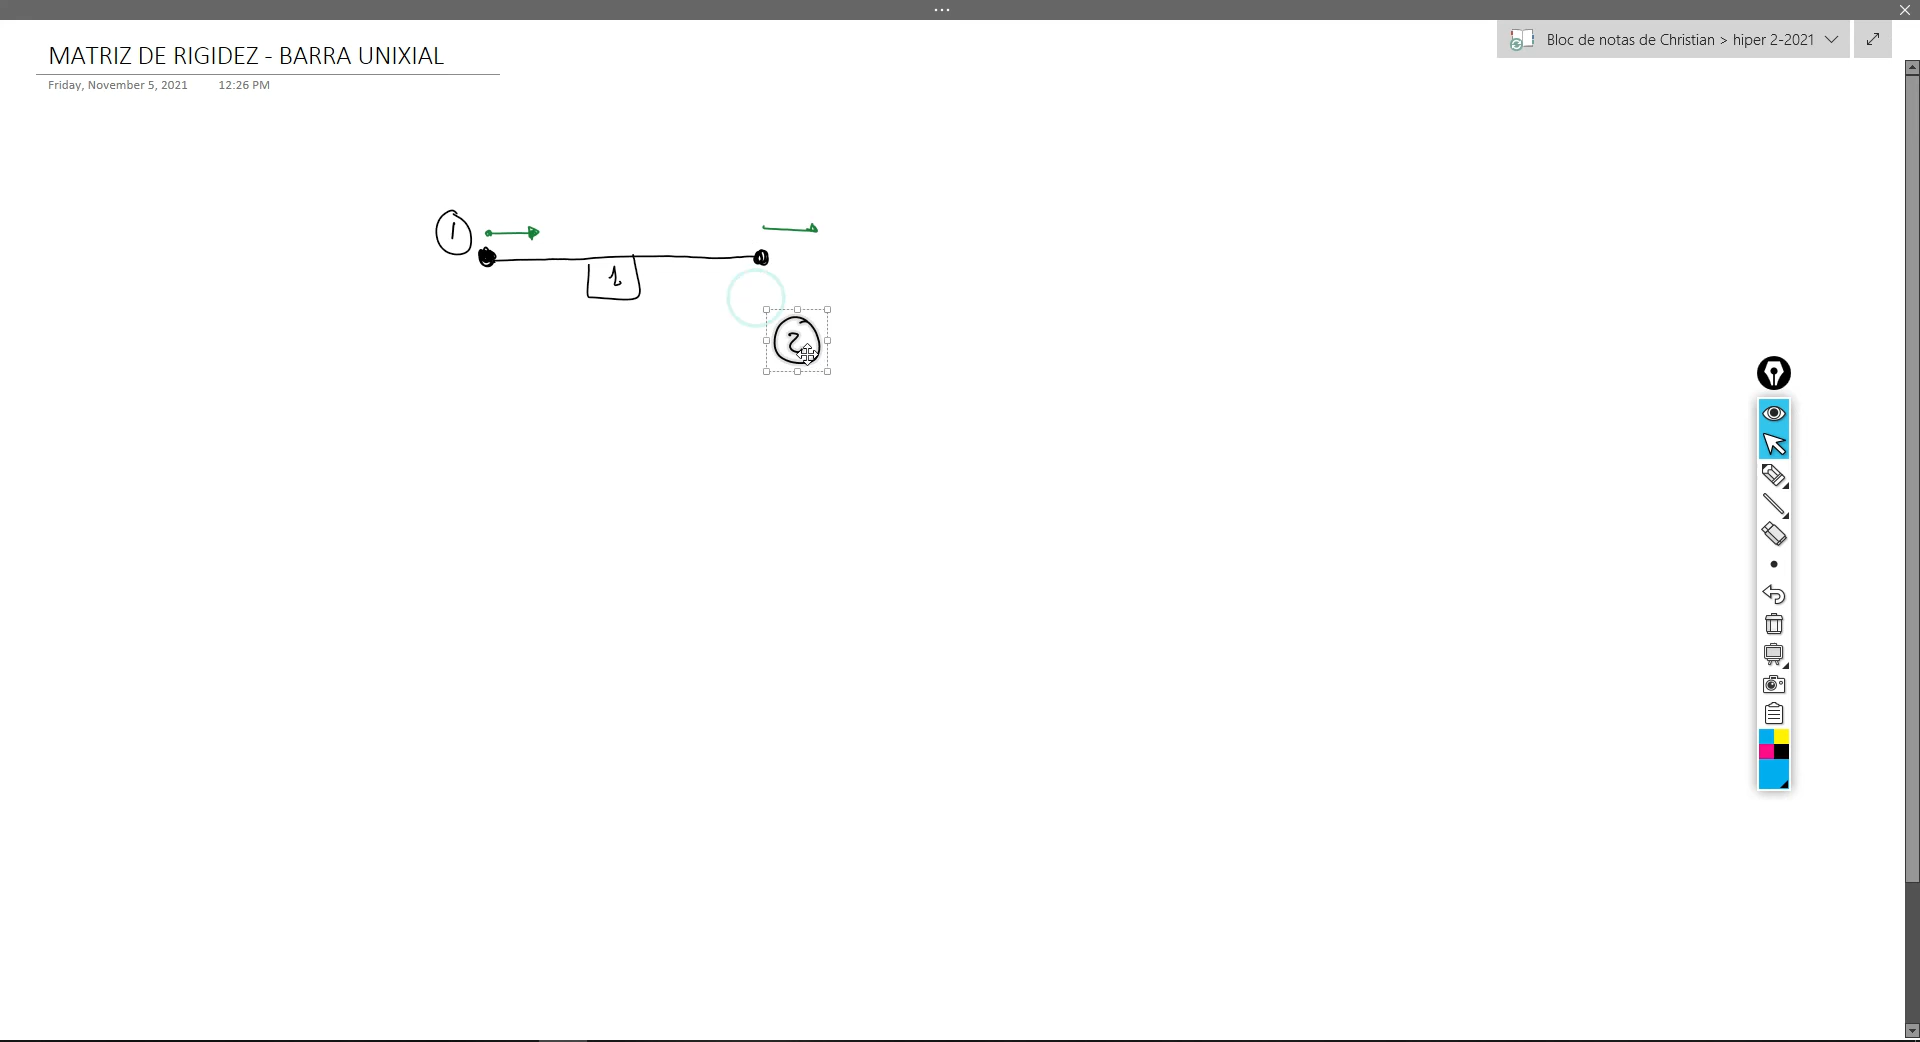 Bloc de notas de Christian > hiper 2-2021
MATRIZ DE RIGIDEZ - BARRA UNIXIAL
Friday, November 5, 2021 12:26 PM
1
1
2